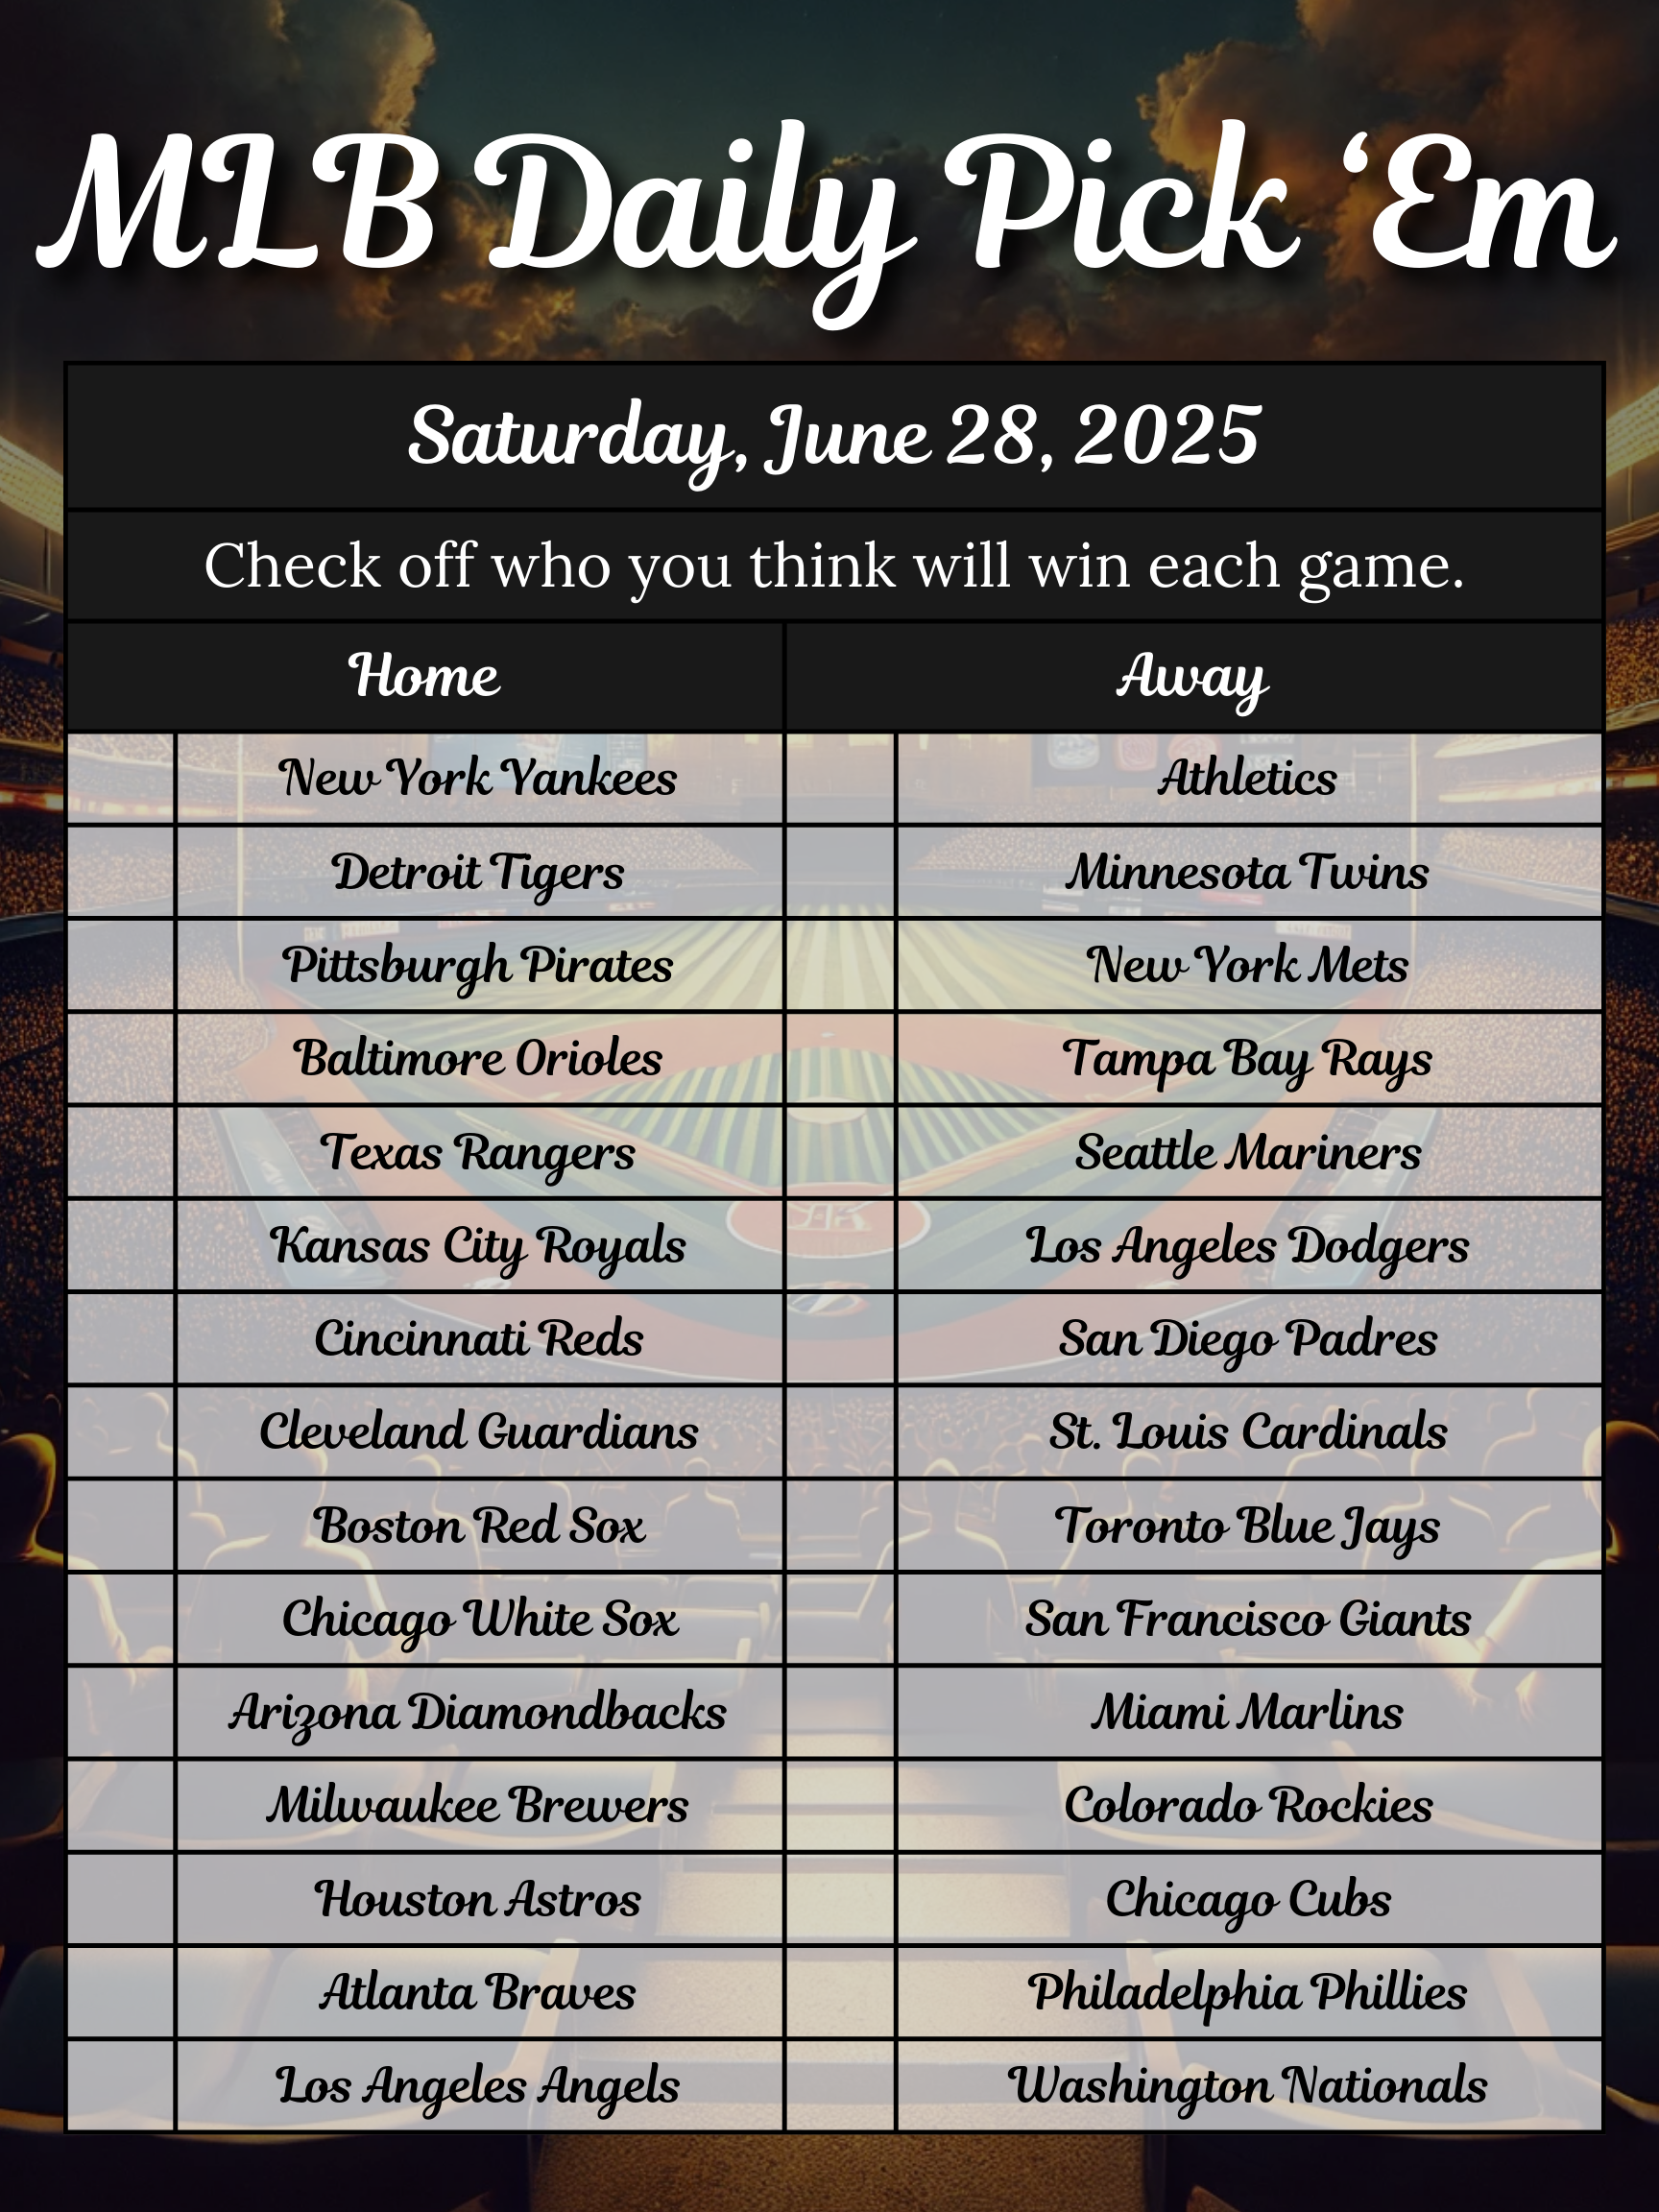 MLB Daily Pick ‘Em
Saturday, June 28, 2025
Check off who you think will win each game.
Home Away
New York Yankees Athletics
Detroit Tigers Minnesota Twins
Pittsburgh Pirates New York Mets
Baltimore Orioles Tampa Bay Rays
Texas Rangers Seattle Mariners
Kansas City Royals Los Angeles Dodgers
Cincinnati Reds San Diego Padres
Cleveland Guardians St. Louis Cardinals
Boston Red Sox Toronto Blue Jays
Chicago White Sox San Francisco Giants
Arizona Diamondbacks Miami Marlins
Milwaukee Brewers Colorado Rockies
Houston Astros Chicago Cubs
Atlanta Braves Philadelphia Phillies
Los Angeles Angels Washington Nationals